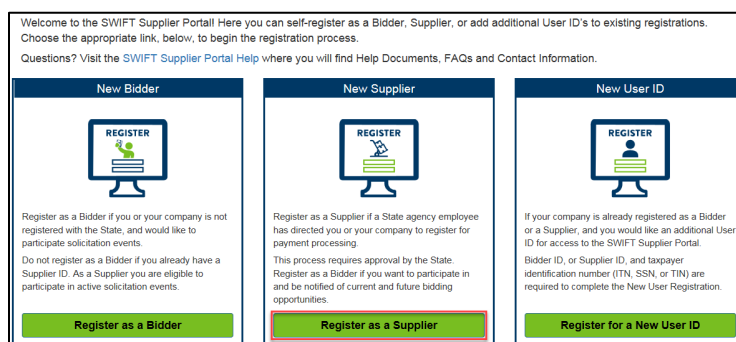 Welcome to the SWIFT Supplier Portal! Here you can self-register as a Bidder, Supplier, or add additional User ID's to existing registrations.
Choose the appropriate link, below, to begin the registration process.
Questions? Visit the SWIFT Supplier Portal Help where you will find Help Documents, FAQs and Contact Information.
New Bidder
REGISTER
Register as a Bidder if you or your company is not
registered with the State, and would like to
participate solicitation events.
Do not register as a Bidder if you already have a
Supplier ID. As a Supplier you are eligible to
participate in active solicitation events.
Register as a Bidder
New Supplier
REGISTER
Register as a Supplier if a State agency employee
has directed you or your company to register for
payment processing.
This process requires approval by the State.
Register as a Bidder if you want to participate in
and be notified of current and future bidding
opportunities.
Register as a Supplier
New User ID
REGISTER
If your company is already registered as a Bidder
or a Supplier, and you would like an additional User
ID for access to the SWIFT Supplier Portal.
Bidder ID, or Supplier ID, and taxpayer
identification number (ITN, SSN, or TIN) are
required to complete the New User Registration.
Register for a New User ID